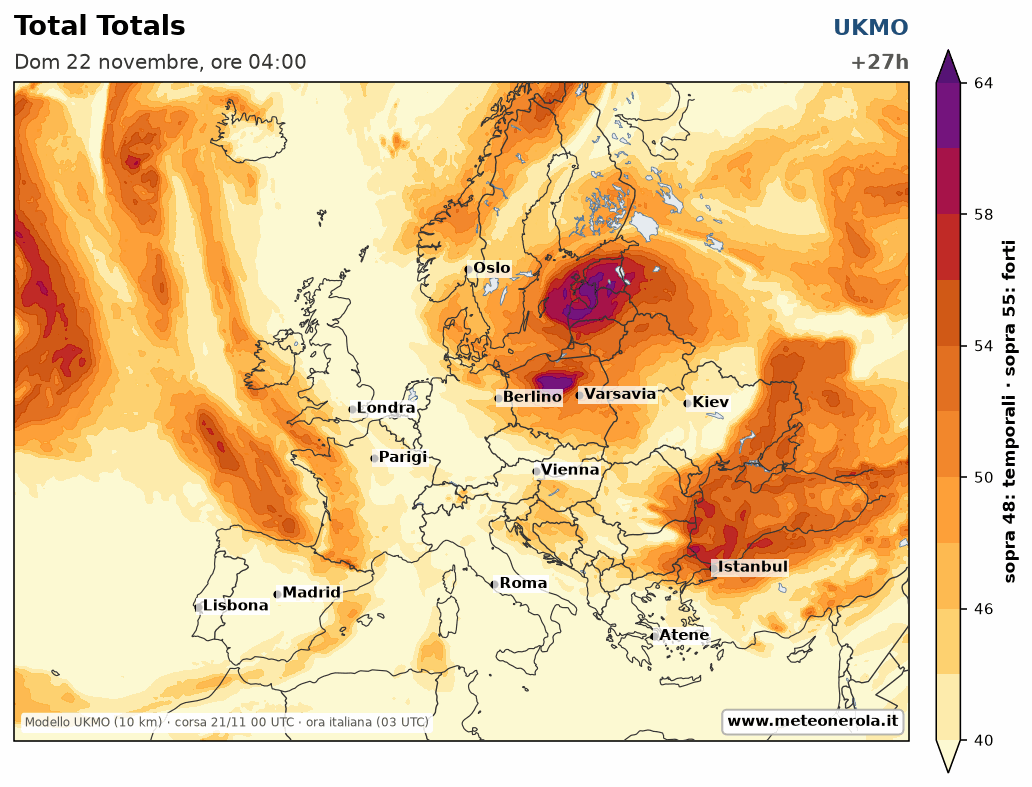 Total Totals
UKMO
Dom 22 novembre, ore 04:00
+27h
64
58
54
50
46
40
sopra 48: temporali · sopra 55: forti
Oslo
Berlino
Varsavia
Kiev
Londra
Parigi
Vienna
Istanbul
Roma
Madrid
Lisbona
Atene
Modello UKMO (10 km) · corsa 21/11 00 UTC · ora italiana (03 UTC)
www.meteonerola.it